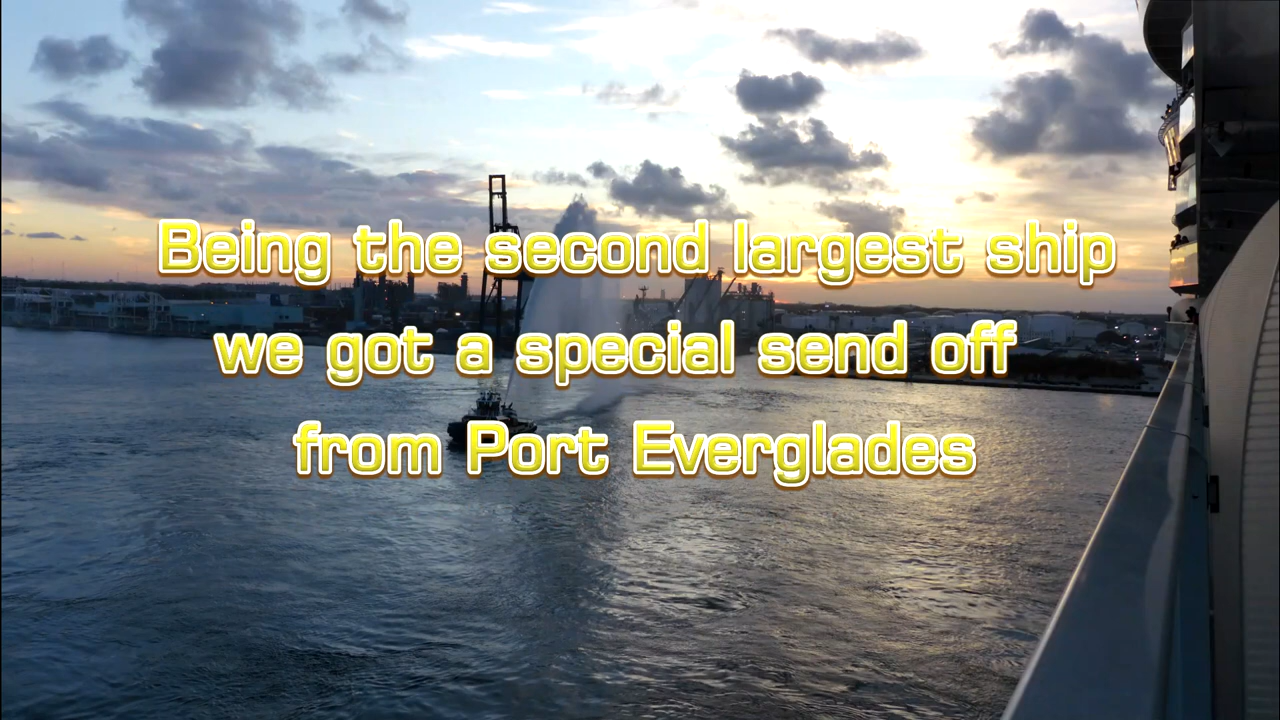 Being the second largest ship
we got a special send off
from Port Everglades